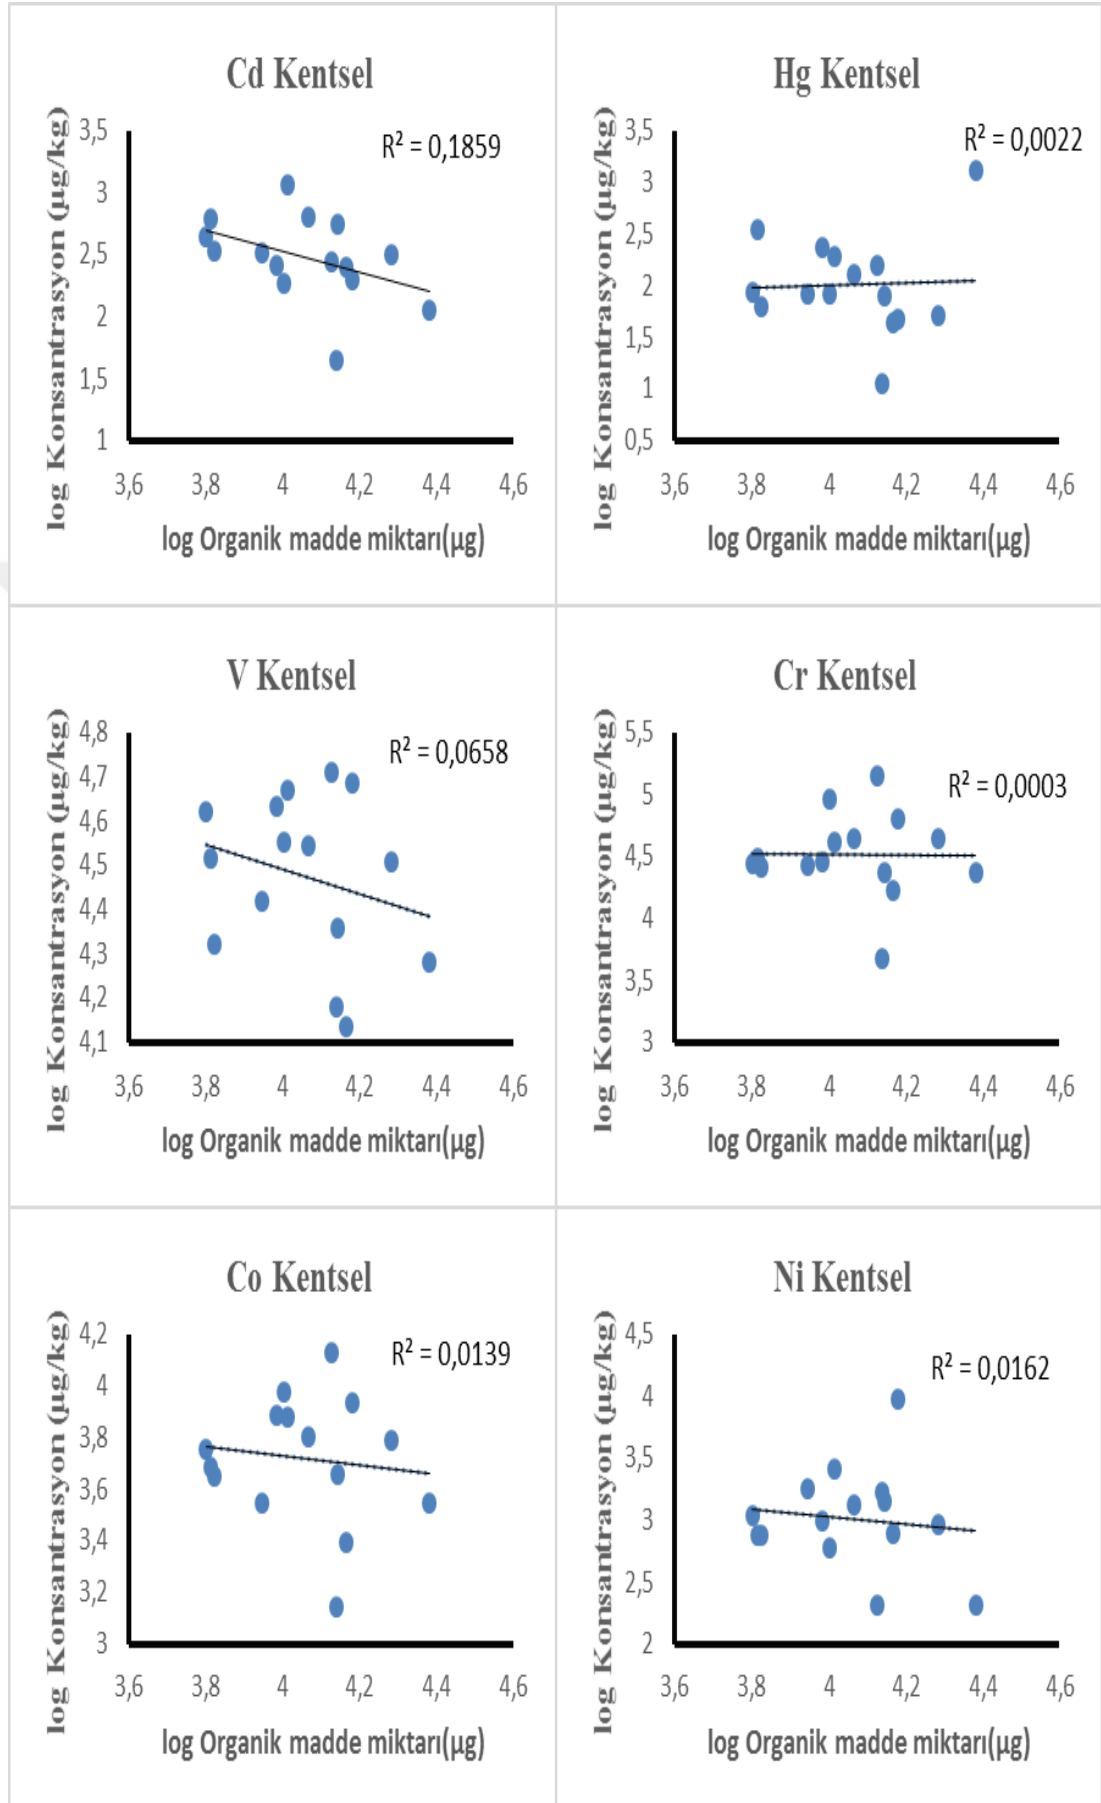 Cd Kentsel
R² = 0,1859
log Konsantrasyon (µg/kg)
3,5
3
2,5
2
1,5
1
3,6 3,8 4 4,2 4,4 4,6
log Organik madde miktarı(µg)
Hg Kentsel
R² = 0,0022
log Konsantrasyon (µg/kg)
3,5
3
2,5
2
1,5
1
0,5
3,6 3,8 4 4,2 4,4 4,6
log Organik madde miktarı(µg)
V Kentsel
R² = 0,0658
log Konsantrasyon (µg/kg)
4,8
4,7
4,6
4,5
4,4
4,3
4,2
4,1
3,6 3,8 4 4,2 4,4 4,6
log Organik madde miktarı(µg)
Cr Kentsel
R² = 0,0003
log Konsantrasyon (µg/kg)
5,5
5
4,5
4
3,5
3
3,6 3,8 4 4,2 4,4 4,6
log Organik madde miktarı(µg)
Co Kentsel
R² = 0,0139
log Konsantrasyon (µg/kg)
4,2
4
3,8
3,6
3,4
3,2
3
3,6 3,8 4 4,2 4,4 4,6
log Organik madde miktarı(µg)
Ni Kentsel
R² = 0,0162
log Konsantrasyon (µg/kg)
4,5
4
3,5
3
2,5
2
3,6 3,8 4 4,2 4,4 4,6
log Organik madde miktarı(µg)